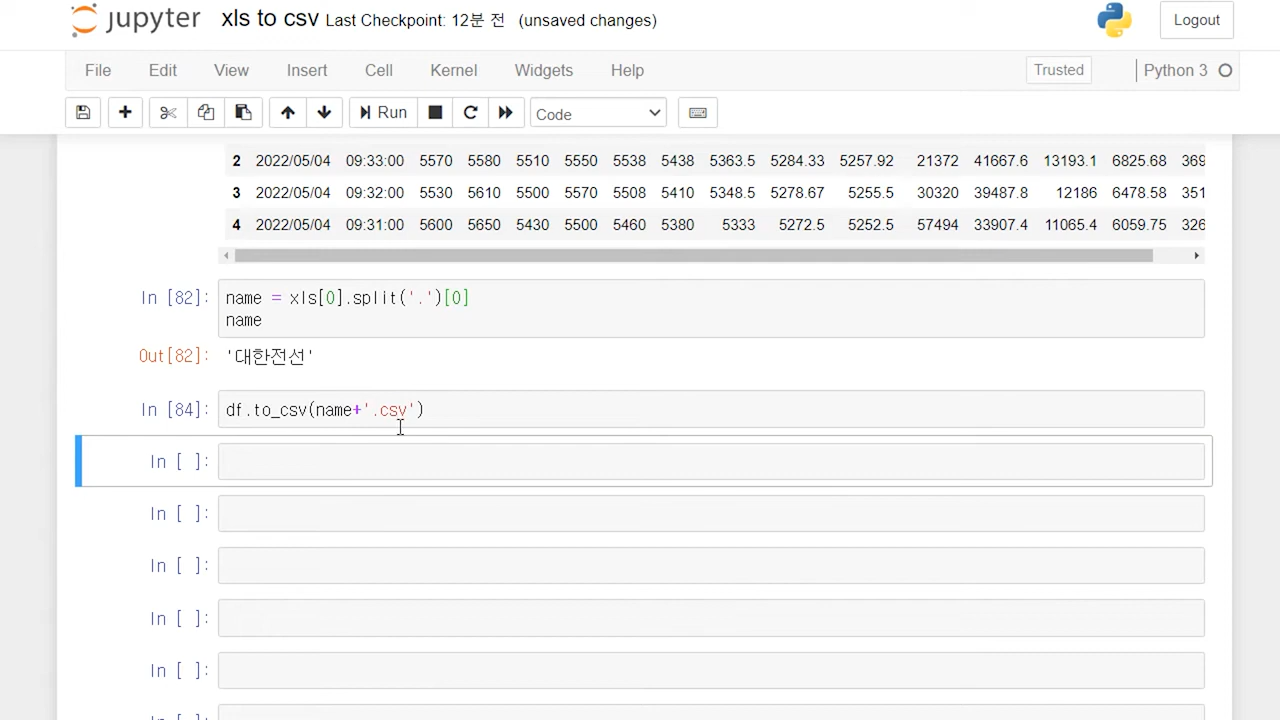 jupyter xls to csv Last Checkpoint: 12분 전 (unsaved changes) Logout
File Edit View Insert Cell Kernel Widgets Help Trusted Python 3
Run Code
2 2022/05/04 09:33:00 5570 5580 5510 5550 5538 5438 5363.5 5284.33 5257.92 21372 41667.6 13193.1 6825.68 369
3 2022/05/04 09:32:00 5530 5610 5500 5570 5508 5410 5348.5 5278.67 5255.5 30320 39487.8 12186 6478.58 351
4 2022/05/04 09:31:00 5600 5650 5430 5500 5460 5380 5333 5272.5 5252.5 57494 33907.4 11065.4 6059.75 326
In [82]: name = xls[0].split('.')[0]
name
Out[82]: '대한전선'
In [84]: df.to_csv(name+'.csv')
In [ ]:
In [ ]:
In [ ]:
In [ ]:
In [ ]: